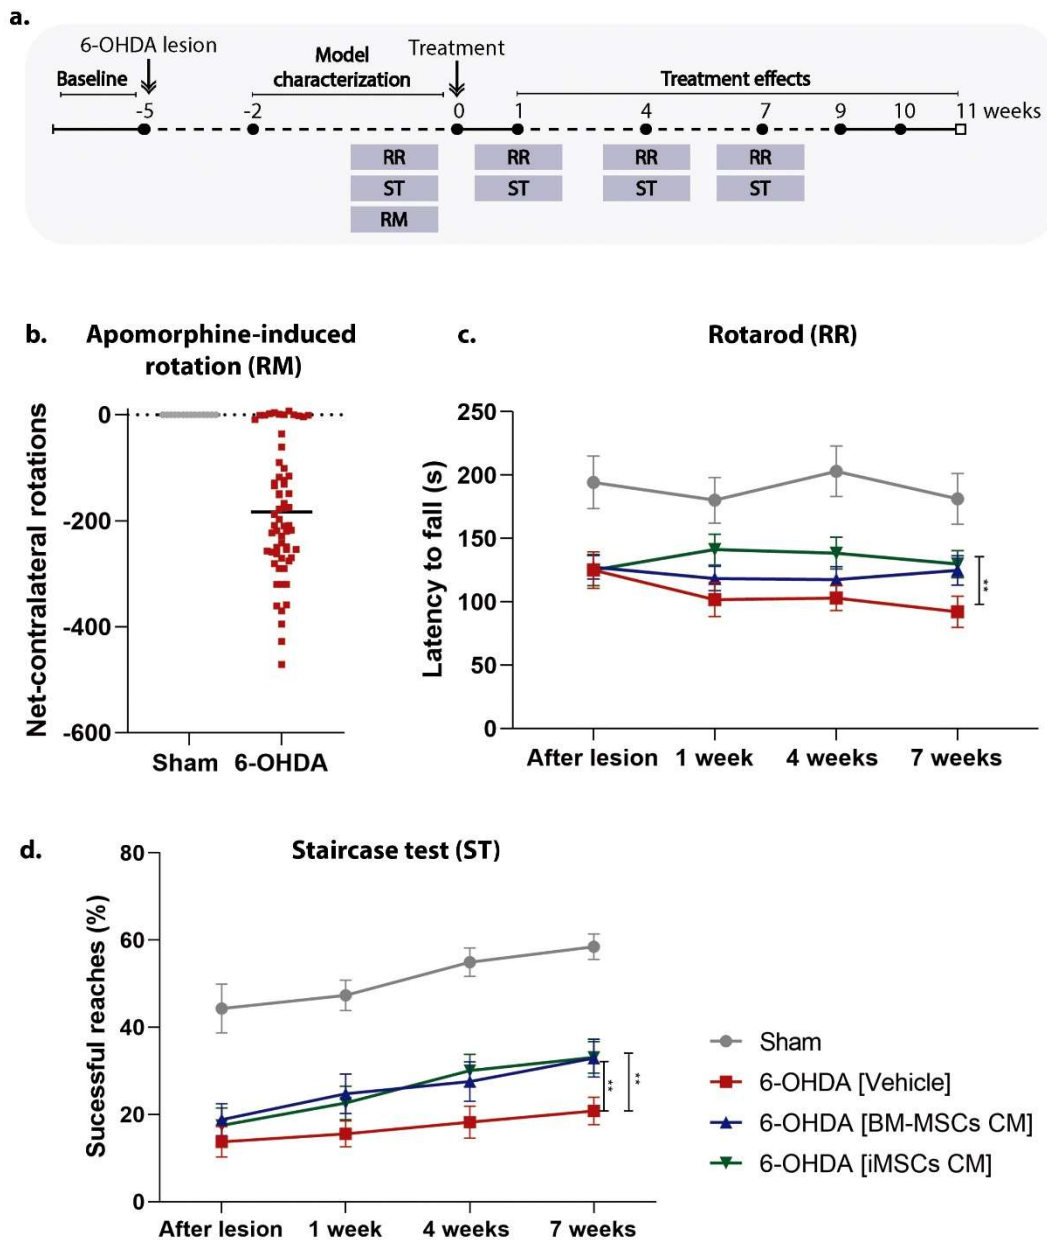 a.
6-OHDA lesion
Treatment
Baseline
Model
characterization
Treatment effects
-5
-2
0
1
4
7
9
10
11 weeks
RR
RR
RR
RR
ST
ST
ST
ST
RM
b.
Apomorphine-induced
rotation (RM)
Net-contralateral rotations
0
-200
-400
-600
Sham
6-OHDA
c.
Rotarod (RR)
Latency to fall (s)
250
200
150
100
50
0
**
After lesion
1 week
4 weeks
7 weeks
d.
Staircase test (ST)
Sucessful reaches (%)
80
60
40
20
0
**
**
After lesion
1 week
4 weeks
7 weeks
Sham
6-OHDA [Vehicle]
6-OHDA [BM-MSCs CM]
6-OHDA [iMSCs CM]